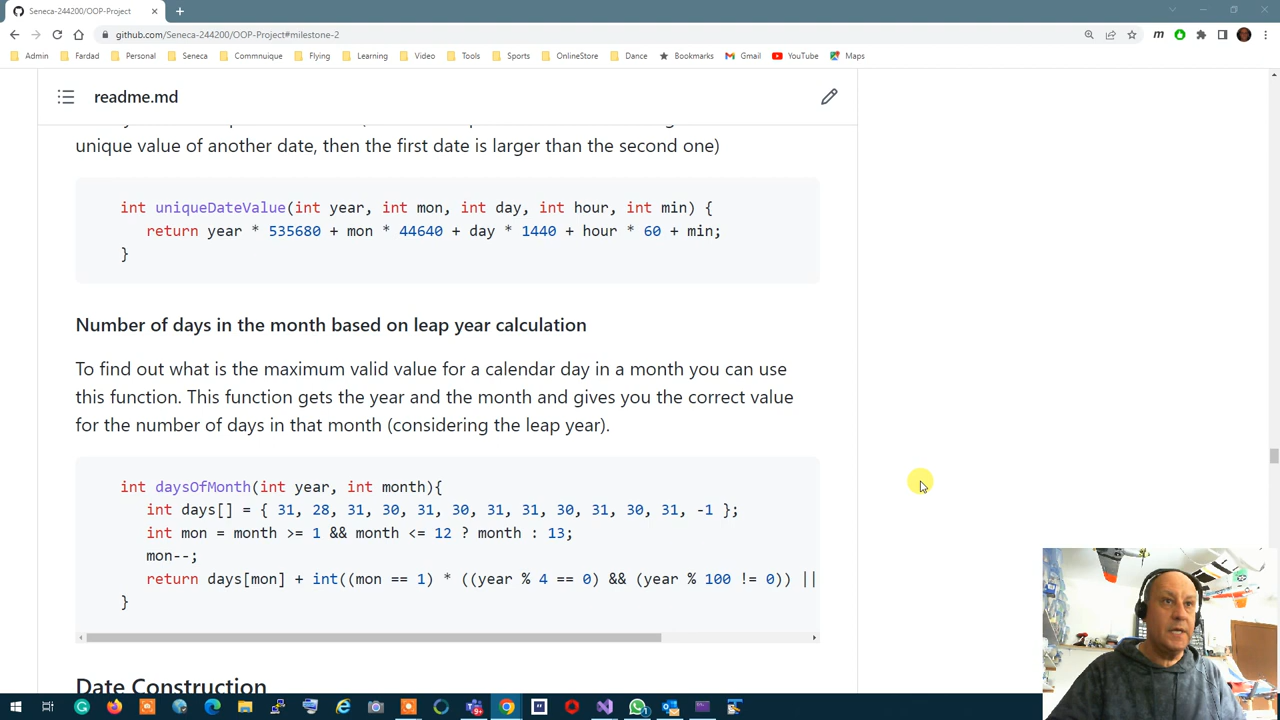 Seneca-244200/OOP-Project
github.com/Seneca-244200/OOP-Project#milestone-2
Admin Fardad Personal Seneca Commnuique Flying Learning Video Tools Sports OnlineStore Dance Bookmarks Gmail YouTube Maps
readme.md
unique value of another date, then the first date is larger than the second one)
int uniqueDateValue(int year, int mon, int day, int hour, int min) {
return year * 535680 + mon * 44640 + day * 1440 + hour * 60 + min;
}
Number of days in the month based on leap year calculation
To find out what is the maximum valid value for a calendar day in a month you can use
this function. This function gets the year and the month and gives you the correct value
for the number of days in that month (considering the leap year).
int daysOfMonth(int year, int month){
int days[] = { 31, 28, 31, 30, 31, 30, 31, 31, 30, 31, 30, 31, -1 };
int mon = month >= 1 && month <= 12 ? month : 13;
mon--;
return days[mon] + int((mon == 1) * ((year % 4 == 0) && (year % 100 != 0)) ||
}
Date Construction